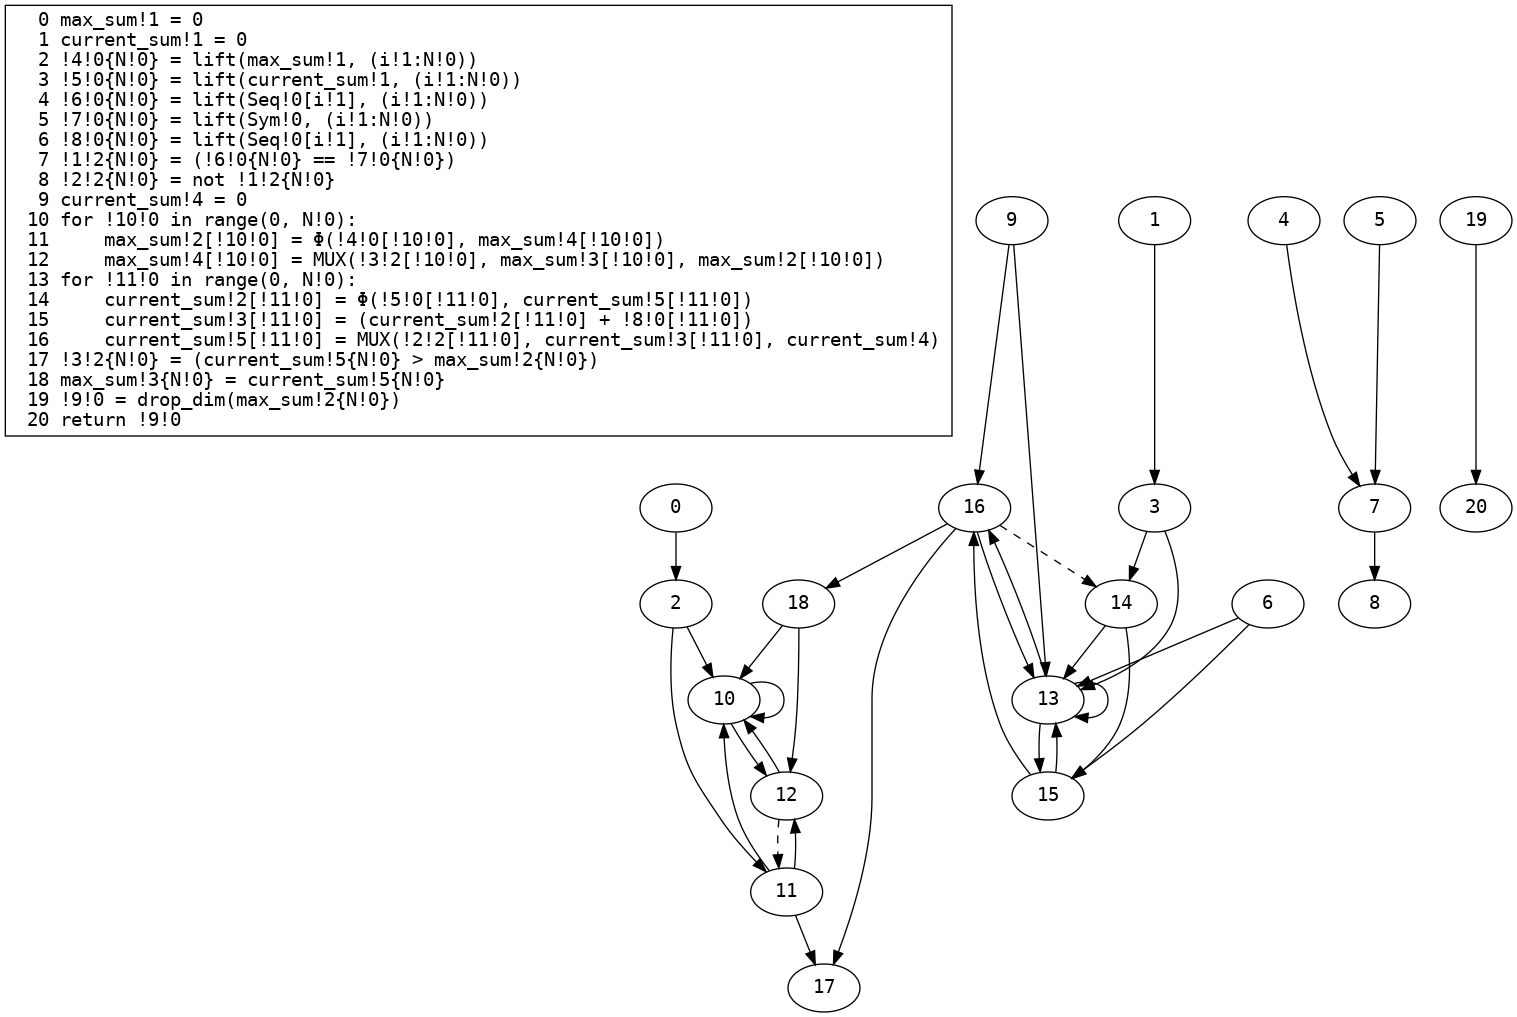 0 max_sum!1 = 0
1 current_sum!1 = 0
2 !4!0{N!0} = lift(max_sum!1, (i!1:N!0))
3 !5!0{N!0} = lift(current_sum!1, (i!1:N!0))
4 !6!0{N!0} = lift(Seq!0[i!1], (i!1:N!0))
5 !7!0{N!0} = lift(Sym!0, (i!1:N!0))
6 !8!0{N!0} = lift(Seq!0[i!1], (i!1:N!0))
7 !1!2{N!0} = (!6!0{N!0} == !7!0{N!0})
8 !2!2{N!0} = not !1!2{N!0}
9 current_sum!4 = 0
10 for !10!0 in range(0, N!0):
11     max_sum!2[!10!0] = Φ(!4!0[!10!0], max_sum!4[!10!0])
12     max_sum!4[!10!0] = MUX(!3!2[!10!0], max_sum!3[!10!0], max_sum!2[!10!0])
13 for !11!0 in range(0, N!0):
14     current_sum!2[!11!0] = Φ(!5!0[!11!0], current_sum!5[!11!0])
15     current_sum!3[!11!0] = (current_sum!2[!11!0] + !8!0[!11!0])
16     current_sum!5[!11!0] = MUX(!2!2[!11!0], current_sum!3[!11!0], current_sum!4)
17 !3!2{N!0} = (current_sum!5{N!0} > max_sum!2{N!0})
18 max_sum!3{N!0} = current_sum!5{N!0}
19 !9!0 = drop_dim(max_sum!2{N!0})
20 return !9!0
9
1
4
5
19
0
16
3
7
20
2
18
14
6
8
10
13
12
15
11
17